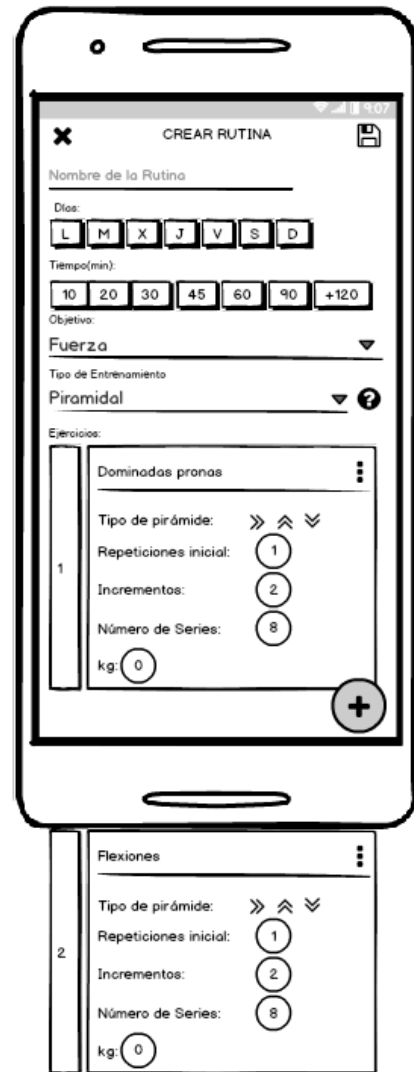 9:07
CREAR RUTINA
Nombre de la Rutina
Días:
L M X J V S D
Tiempo(min):
10 20 30 45 60 90 +120
Objetivo:
Fuerza
Tipo de Entrenamiento
Piramidal ?
Ejercicios:
Dominadas pronas
Tipo de pirámide:
Repeticiones inicial: 1
1
Incrementos: 2
Número de Series: 8
kg: 0
+
Flexiones
Tipo de pirámide:
Repeticiones inicial: 1
2
Incrementos: 2
Número de Series: 8
kg: 0